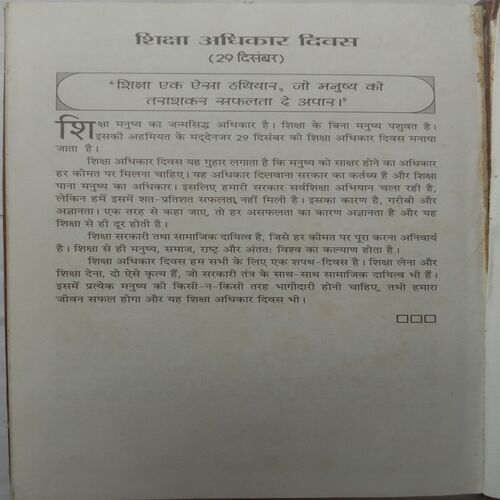 शिक्षा अधिकार दिवस
(29 दिसंबर)
'शिक्षा एक ऐसा हथियार, जो मनुष्य को
तराशकर सफलता दे अपार।'
शिक्षा मनुष्य का जन्मसिद्ध अधिकार है। शिक्षा के बिना मनुष्य पशुवत है।
इसकी अहमियत के मद्देनजर 29 दिसंबर को शिक्षा अधिकार दिवस मनाया
जाता है।
शिक्षा अधिकार दिवस यह गुहार लगाता है कि मनुष्य को साक्षर होने का अधिकार
हर कीमत पर मिलना चाहिए। यह अधिकार दिलवाना सरकार का कर्तव्य है और शिक्षा
पाना मनुष्य का अधिकार। इसलिए हमारी सरकार सर्वशिक्षा अभियान चला रही है,
लेकिन हमें इसमें शत-प्रतिशत सफलता नहीं मिली है। इसका कारण है, गरीबी और
अज्ञानता। एक तरह से कहा जाए, तो हर असफलता का कारण अज्ञानता है और यह
शिक्षा से ही दूर होती है।
शिक्षा सरकारी तथा सामाजिक दायित्व है, जिसे हर कीमत पर पूरा करना अनिवार्य
है। शिक्षा से ही मनुष्य, समाज, राष्ट्र और अंततः विश्व का कल्याण होता है।
शिक्षा अधिकार दिवस हम सभी के लिए एक शपथ-दिवस है। शिक्षा लेना और
शिक्षा देना, दो ऐसे कृत्य हैं, जो सरकारी तंत्र के साथ-साथ सामाजिक दायित्व भी हैं।
इसमें प्रत्येक मनुष्य की किसी-न-किसी तरह भागीदारी होनी चाहिए, तभी हमारा
जीवन सफल होगा और यह शिक्षा अधिकार दिवस भी।